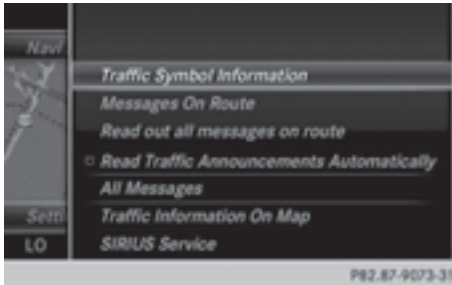 Navi
Traffic Symbol Information
Messages On Route
Read out all messages on route
Read Traffic Announcements Automatically
All Messages
Setti
Traffic Information On Map
LO
SIRIUS Service
P82.87-9073-31